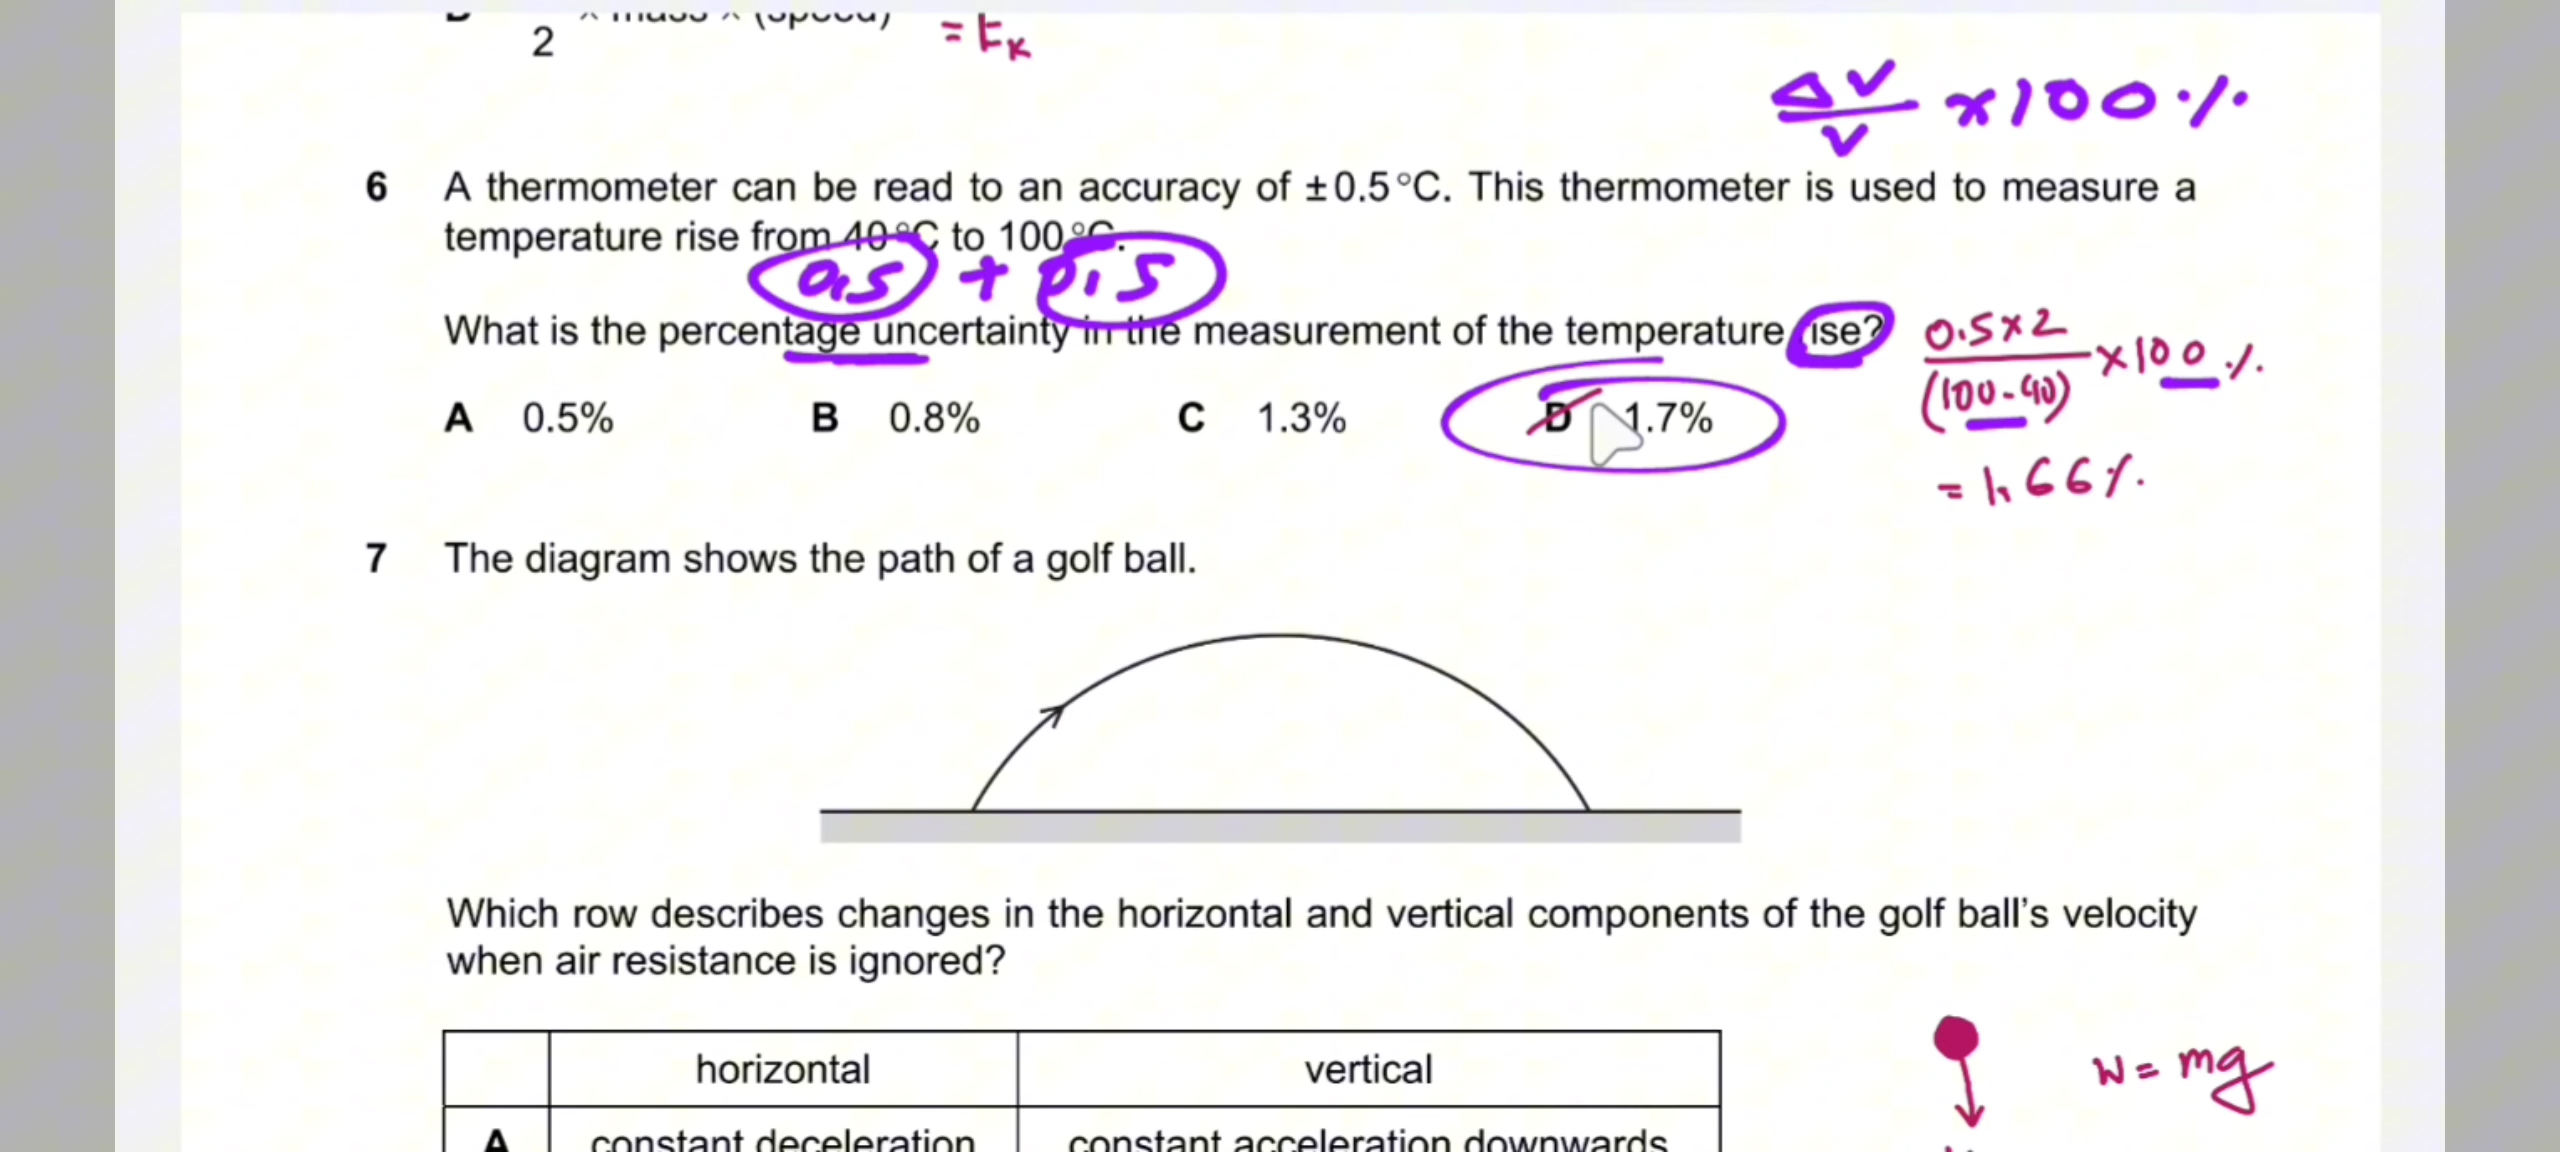 2 × mass × (speed) = Ek
ΔV
V
×100%
6 A thermometer can be read to an accuracy of ±0.5°C. This thermometer is used to measure a
temperature rise from 40°C to 100°C.
0.5 + 0.5
What is the percentage uncertainty in the measurement of the temperature rise?
0.5×2
(100-40)
×100%
A 0.5% B 0.8% C 1.3% D 1.7%
= 1.66%
7 The diagram shows the path of a golf ball.
Which row describes changes in the horizontal and vertical components of the golf ball's velocity
when air resistance is ignored?
horizontal vertical
W = mg
A constant deceleration constant acceleration downwards